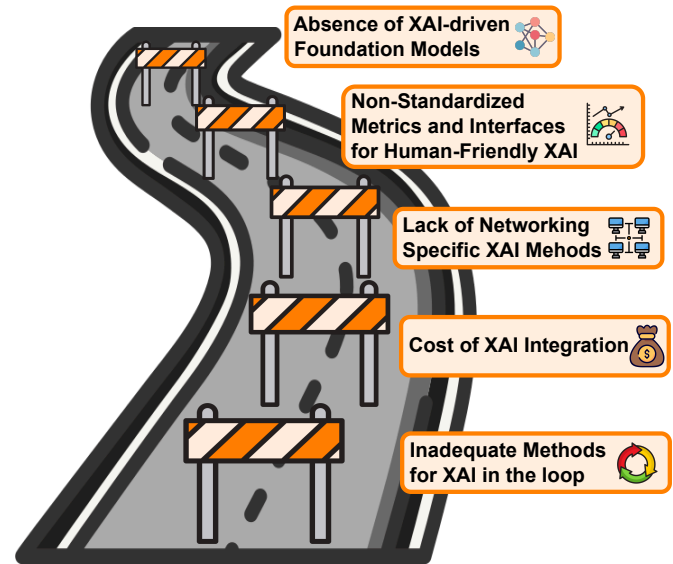 Absence of XAI-driven
Foundation Models
Non-Standardized
Metrics and Interfaces
for Human-Friendly XAI
Lack of Networking
Specific XAI Mehods
Cost of XAI Integration
$
Inadequate Methods
for XAI in the loop